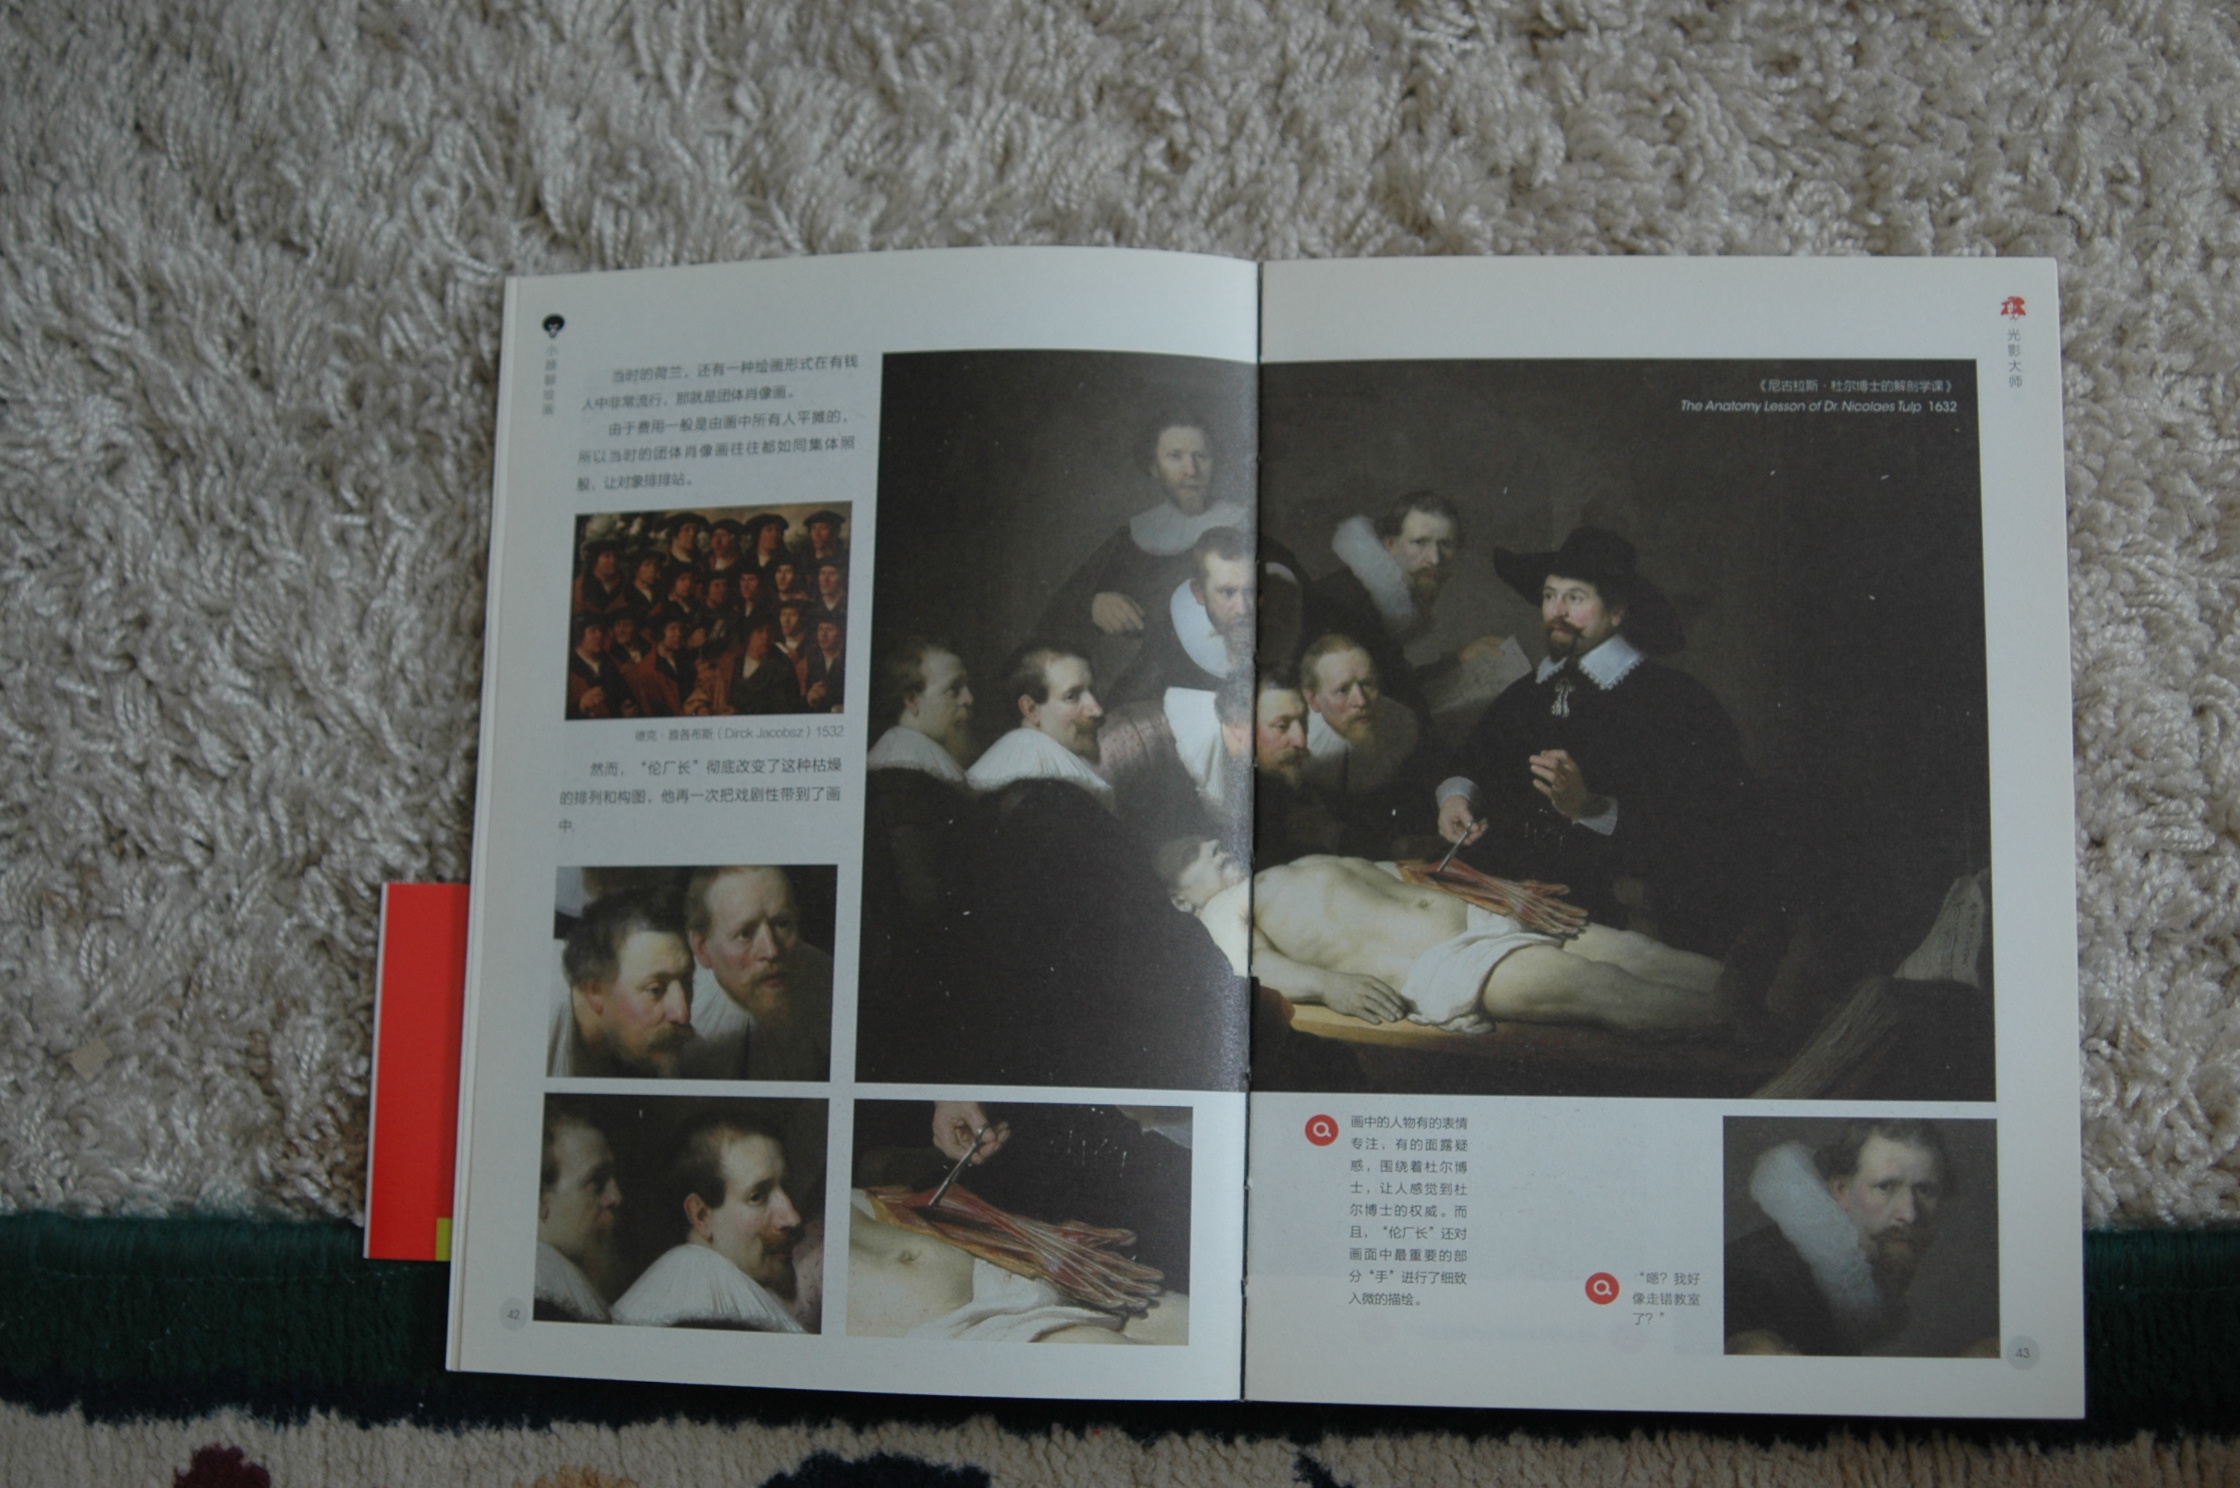 当时的荷兰，还有一种绘画形式在有钱
人中非常流行，那就是团体肖像画。
由于费用一般是由画中所有人平摊的，
所以当时的团体肖像画往往都如同集体照
般，让对象排排站。
德克·雅各布斯（Dirck Jacobsz）1532
然而，“伦厂长”彻底改变了这种枯燥
的排列和构图，他再一次把戏剧性带到了画
中。
42
光影大师
《尼古拉斯·杜尔博士的解剖学课》
The Anatomy Lesson of Dr. Nicolaes Tulp 1632
画中的人物有的表情
专注，有的面露疑
惑，围绕着杜尔博
士，让人感觉到杜
尔博士的权威。而
且，“伦厂长”还对
画面中最重要的部
分“手”进行了细致
入微的描绘。
“嗯？我好
像走错教室
了？”
43